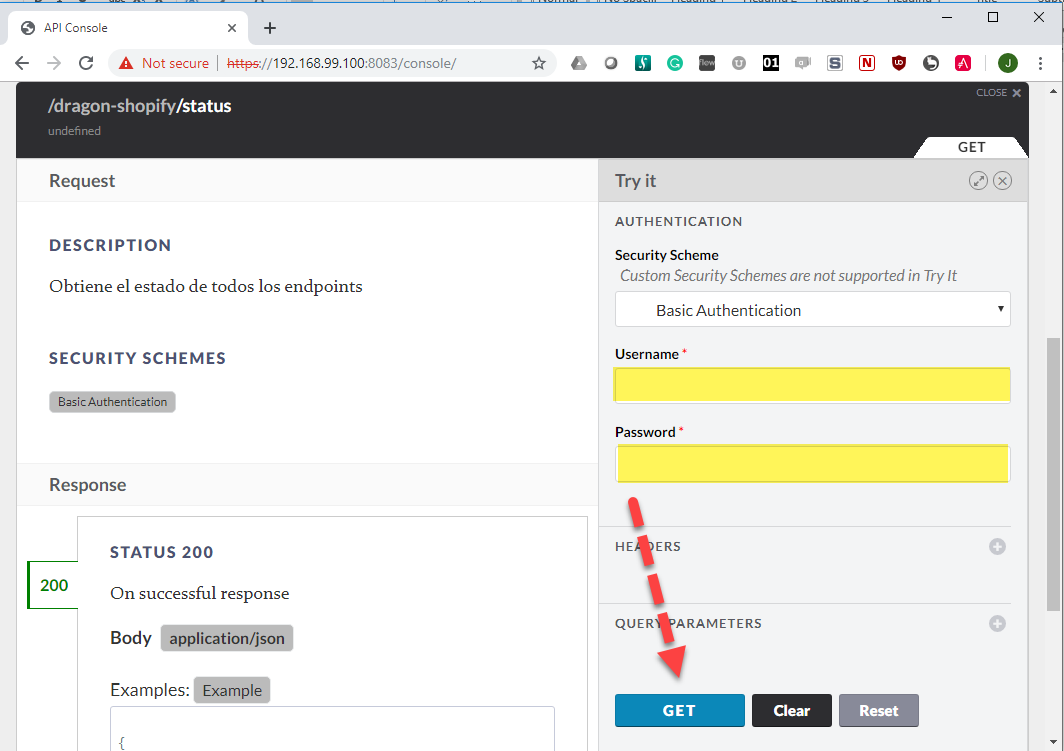 API Console
Not secure
https://192.168.99.100:8083/console/
flow
01
S
N
J
/dragon-shopify/status
CLOSE
undefined
GET
Request
Try it
DESCRIPTION
Obtiene el estado de todos los endpoints
SECURITY SCHEMES
Basic Authentication
AUTHENTICATION
Security Scheme
Custom Security Schemes are not supported in Try It
Basic Authentication
Username *
Password *
HEADERS
QUERY PARAMETERS
GET
Clear
Reset
Response
200
STATUS 200
On successful response
Body application/json
Examples: Example
{